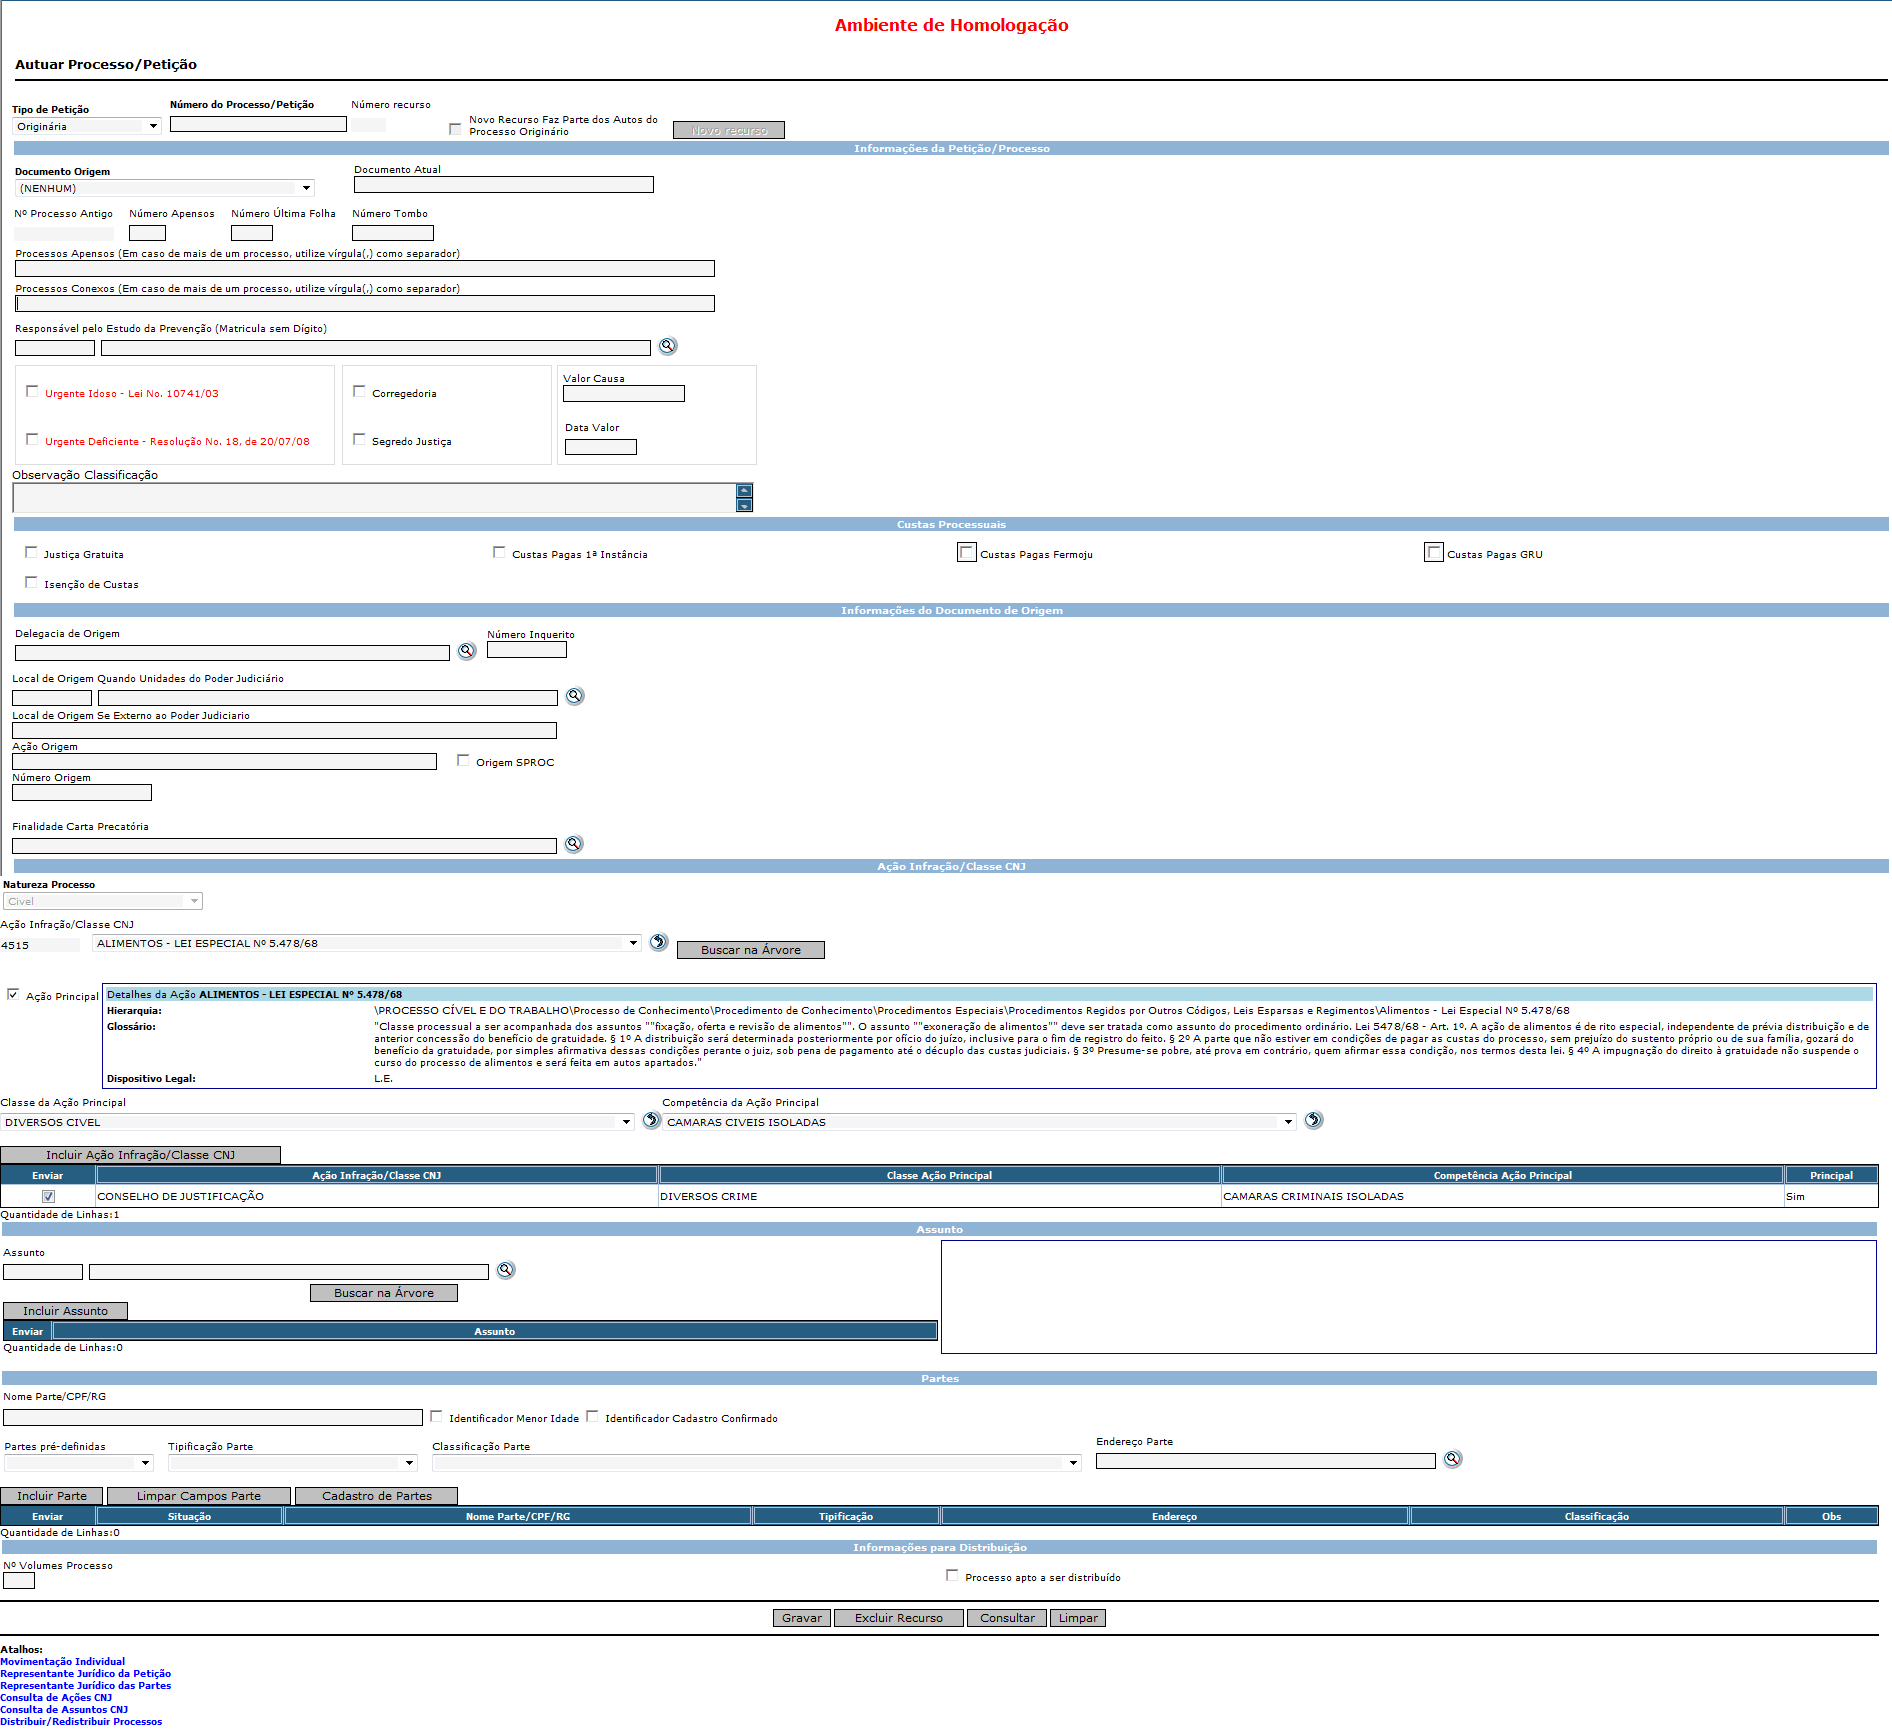 Ambiente de Homologação
Autuar Processo/Petição
Tipo de Petição
Número do Processo/Petição
Número recurso
Originária
Novo Recurso Faz Parte dos Autos do
Processo Originário
Novo recurso
Informações da Petição/Processo
Documento Origem
Documento Atual
(NENHUM)
Nº Processo Antigo
Número Apensos
Número Última Folha
Número Tombo
Processos Apensos (Em caso de mais de um processo, utilize vírgula(,) como separador)
Processos Conexos (Em caso de mais de um processo, utilize vírgula(,) como separador)
Responsável pelo Estudo da Prevenção (Matricula sem Dígito)
Urgente Idoso - Lei No. 10741/03
Corregedoria
Valor Causa
Urgente Deficiente - Resolução No. 18, de 20/07/08
Segredo Justiça
Data Valor
Observação Classificação
Custas Processuais
Justiça Gratuita
Custas Pagas 1ª Instância
Custas Pagas Fermoju
Custas Pagas GRU
Isenção de Custas
Informações do Documento de Origem
Delegacia de Origem
Número Inquerito
Local de Origem Quando Unidades do Poder Judiciário
Local de Origem Se Externo ao Poder Judiciario
Ação Origem
Origem SPROC
Número Origem
Finalidade Carta Precatória
Ação Infração/Classe CNJ
Natureza Processo
Civel
Ação Infração/Classe CNJ
4515
ALIMENTOS - LEI ESPECIAL Nº 5.478/68
Buscar na Árvore
Ação Principal
Detalhes da Ação ALIMENTOS - LEI ESPECIAL Nº 5.478/68
Hierarquia:
\PROCESSO CÍVEL E DO TRABALHO\Processo de Conhecimento\Procedimento de Conhecimento\Procedimentos Especiais\Procedimentos Regidos por Outros Códigos, Leis Esparsas e Regimentos\Alimentos - Lei Especial Nº 5.478/68
Glossário:
"Classe processual a ser acompanhada dos assuntos ""fixação, oferta e revisão de alimentos"". O assunto ""exoneração de alimentos"" deve ser tratada como assunto do procedimento ordinário. Lei 5478/68 - Art. 1º. A ação de alimentos é de rito especial, independente de prévia distribuição e de
anterior concessão do benefício de gratuidade. § 1º A distribuição será determinada posteriormente por ofício do juízo, inclusive para o fim de registro do feito. § 2º A parte que não estiver em condições de pagar as custas do processo, sem prejuízo do sustento próprio ou de sua família, gozará do
benefício da gratuidade, por simples afirmativa dessas condições perante o juiz, sob pena de pagamento até o décuplo das custas judiciais. § 3º Presume-se pobre, até prova em contrário, quem afirmar essa condição, nos termos desta lei. § 4º A impugnação do direito à gratuidade não suspende o
curso do processo de alimentos e será feita em autos apartados."
Dispositivo Legal:
L.E.
Classe da Ação Principal
Competência da Ação Principal
DIVERSOS CIVEL
CAMARAS CIVEIS ISOLADAS
Incluir Ação Infração/Classe CNJ
Enviar
Ação Infração/Classe CNJ
Classe Ação Principal
Competência Ação Principal
Principal
CONSELHO DE JUSTIFICAÇÃO
DIVERSOS CRIME
CAMARAS CRIMINAIS ISOLADAS
Sim
Quantidade de Linhas:1
Assunto
Assunto
Buscar na Árvore
Incluir Assunto
Enviar
Assunto
Quantidade de Linhas:0
Partes
Nome Parte/CPF/RG
Identificador Menor Idade
Identificador Cadastro Confirmado
Partes pré-definidas
Tipificação Parte
Classificação Parte
Endereço Parte
Incluir Parte
Limpar Campos Parte
Cadastro de Partes
Enviar
Situação
Nome Parte/CPF/RG
Tipificação
Endereço
Classificação
Obs
Quantidade de Linhas:0
Informações para Distribuição
Nº Volumes Processo
Processo apto a ser distribuído
Gravar
Excluir Recurso
Consultar
Limpar
Atalhos:
Movimentação Individual
Representante Jurídico da Petição
Representante Jurídico das Partes
Consulta de Ações CNJ
Consulta de Assuntos CNJ
Distribuir/Redistribuir Processos